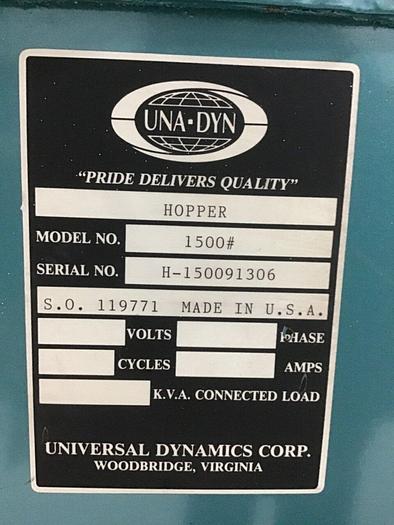 UNA-DYN
"PRIDE DELIVERS QUALITY"
HOPPER
MODEL NO. 1500#
SERIAL NO. H-150091306
S.O. 119771 MADE IN U.S.A.
VOLTS PHASE
CYCLES AMPS
K.V.A. CONNECTED LOAD
UNIVERSAL DYNAMICS CORP.
WOODBRIDGE, VIRGINIA